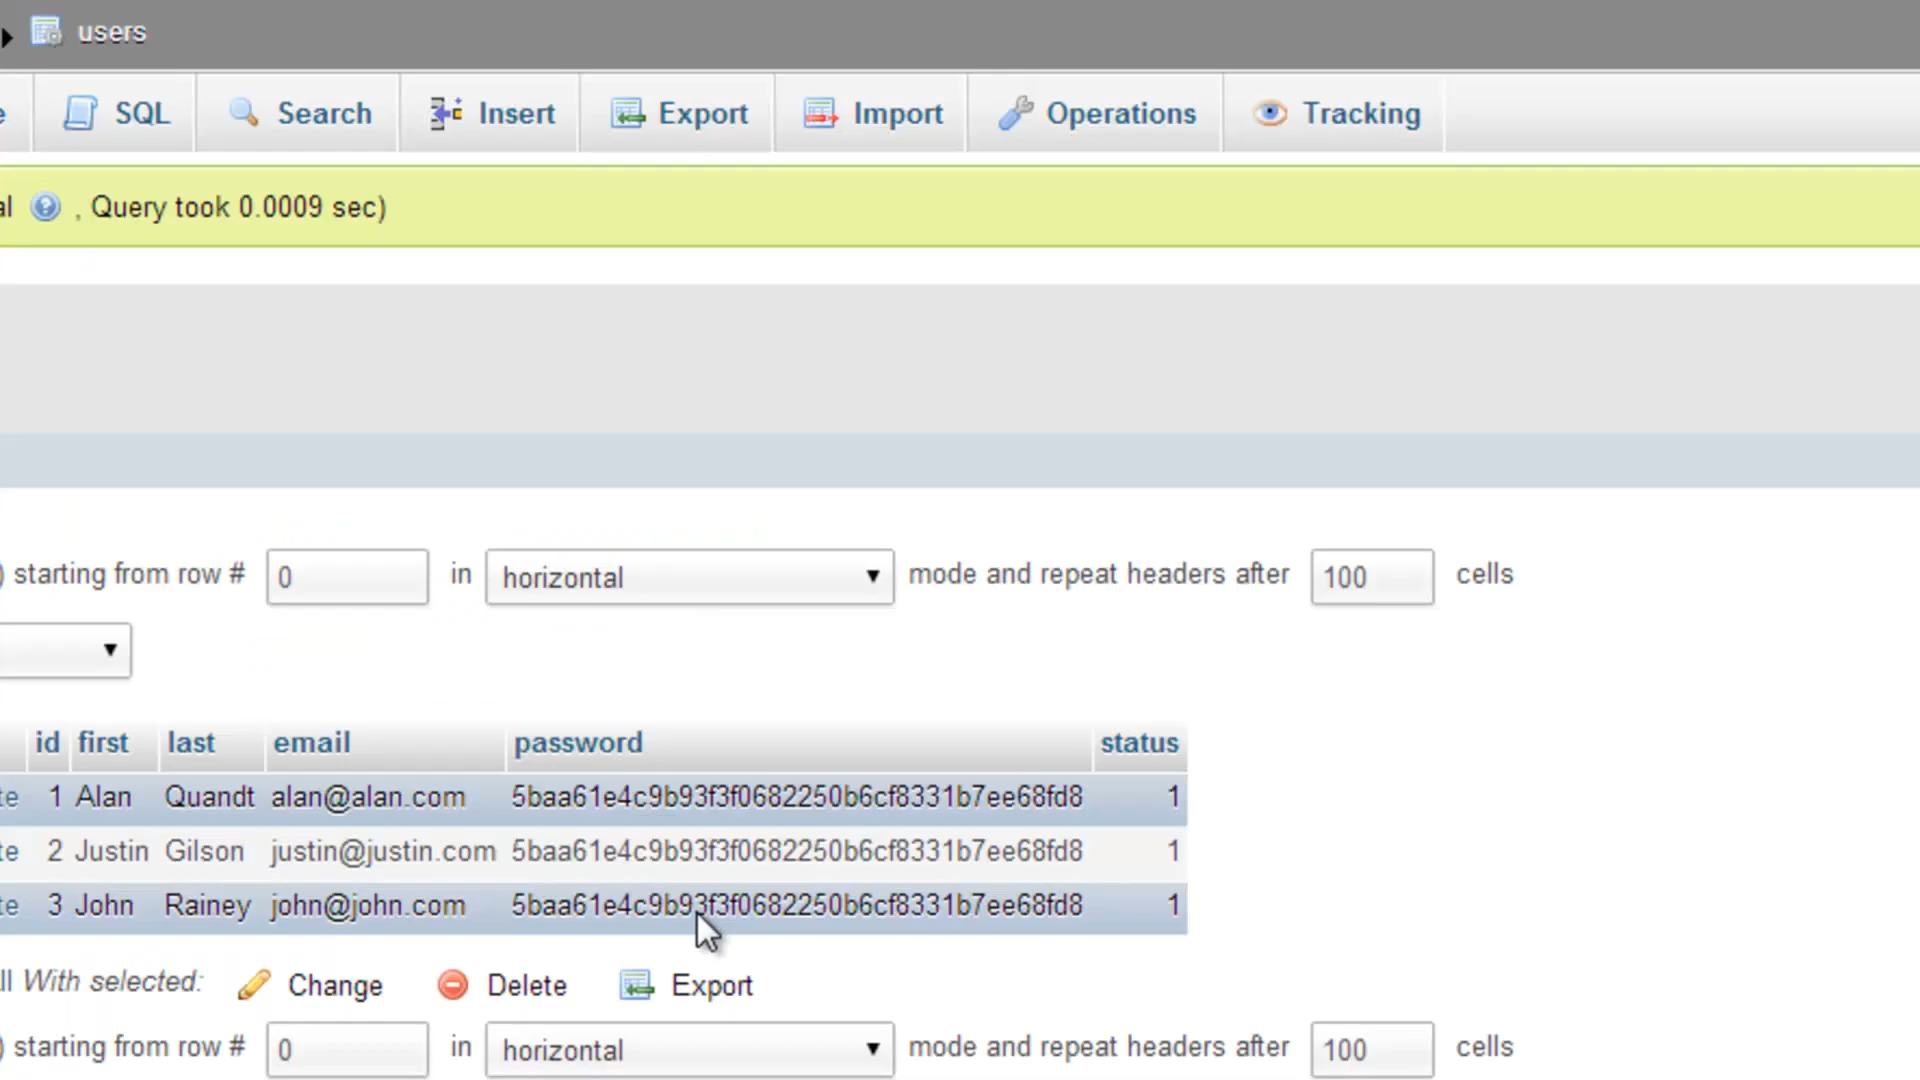 users
SQL Search Insert Export Import Operations Tracking
, Query took 0.0009 sec)
) starting from row # 0 in horizontal mode and repeat headers after 100 cells
id first last email password status
1 Alan Quandt alan@alan.com 5baa61e4c9b93f3f0682250b6cf8331b7ee68fd8 1
2 Justin Gilson justin@justin.com 5baa61e4c9b93f3f0682250b6cf8331b7ee68fd8 1
3 John Rainey john@john.com 5baa61e4c9b93f3f0682250b6cf8331b7ee68fd8 1
With selected: Change Delete Export
) starting from row # 0 in horizontal mode and repeat headers after 100 cells